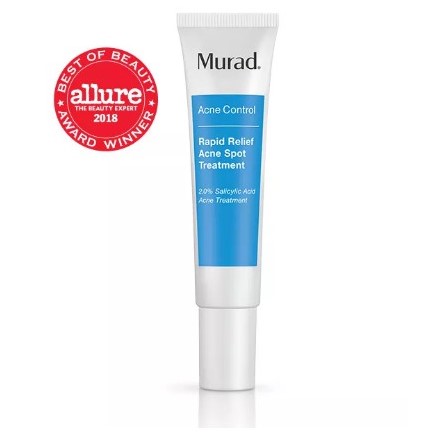 BEST OF BEAUTY
allure
THE BEAUTY EXPERT
2018
AWARD WINNER
Murad.
Acne Control
Rapid Relief
Acne Spot
Treatment
2.0% Salicylic Acid
Acne Treatment